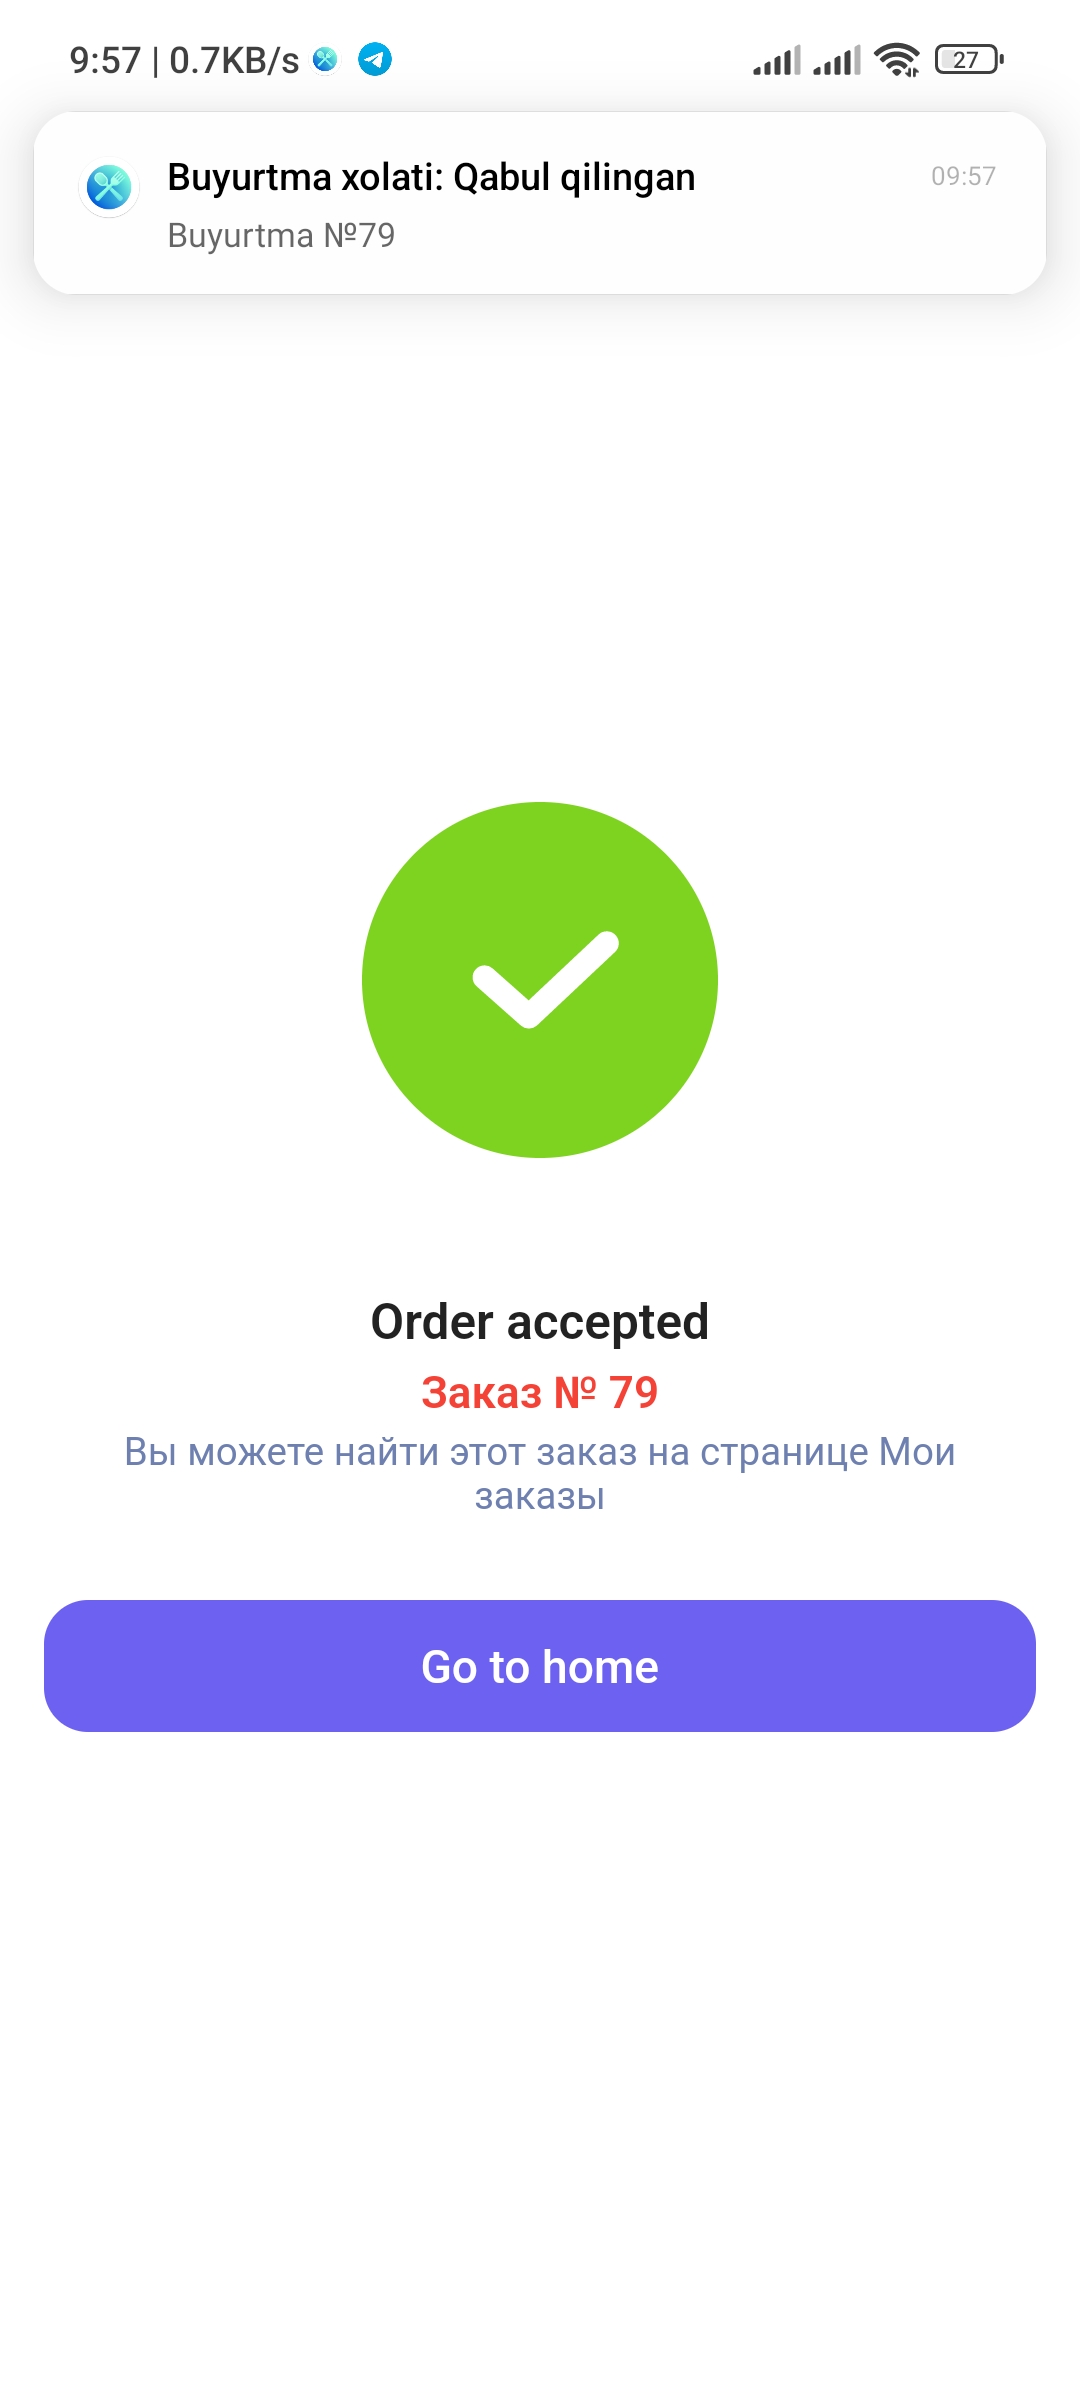 9:57 | 0.7KB/s
27
Buyurtma xolati: Qabul qilingan
09:57
Buyurtma №79
Order accepted
Заказ № 79
Вы можете найти этот заказ на странице Мои
заказы
Go to home